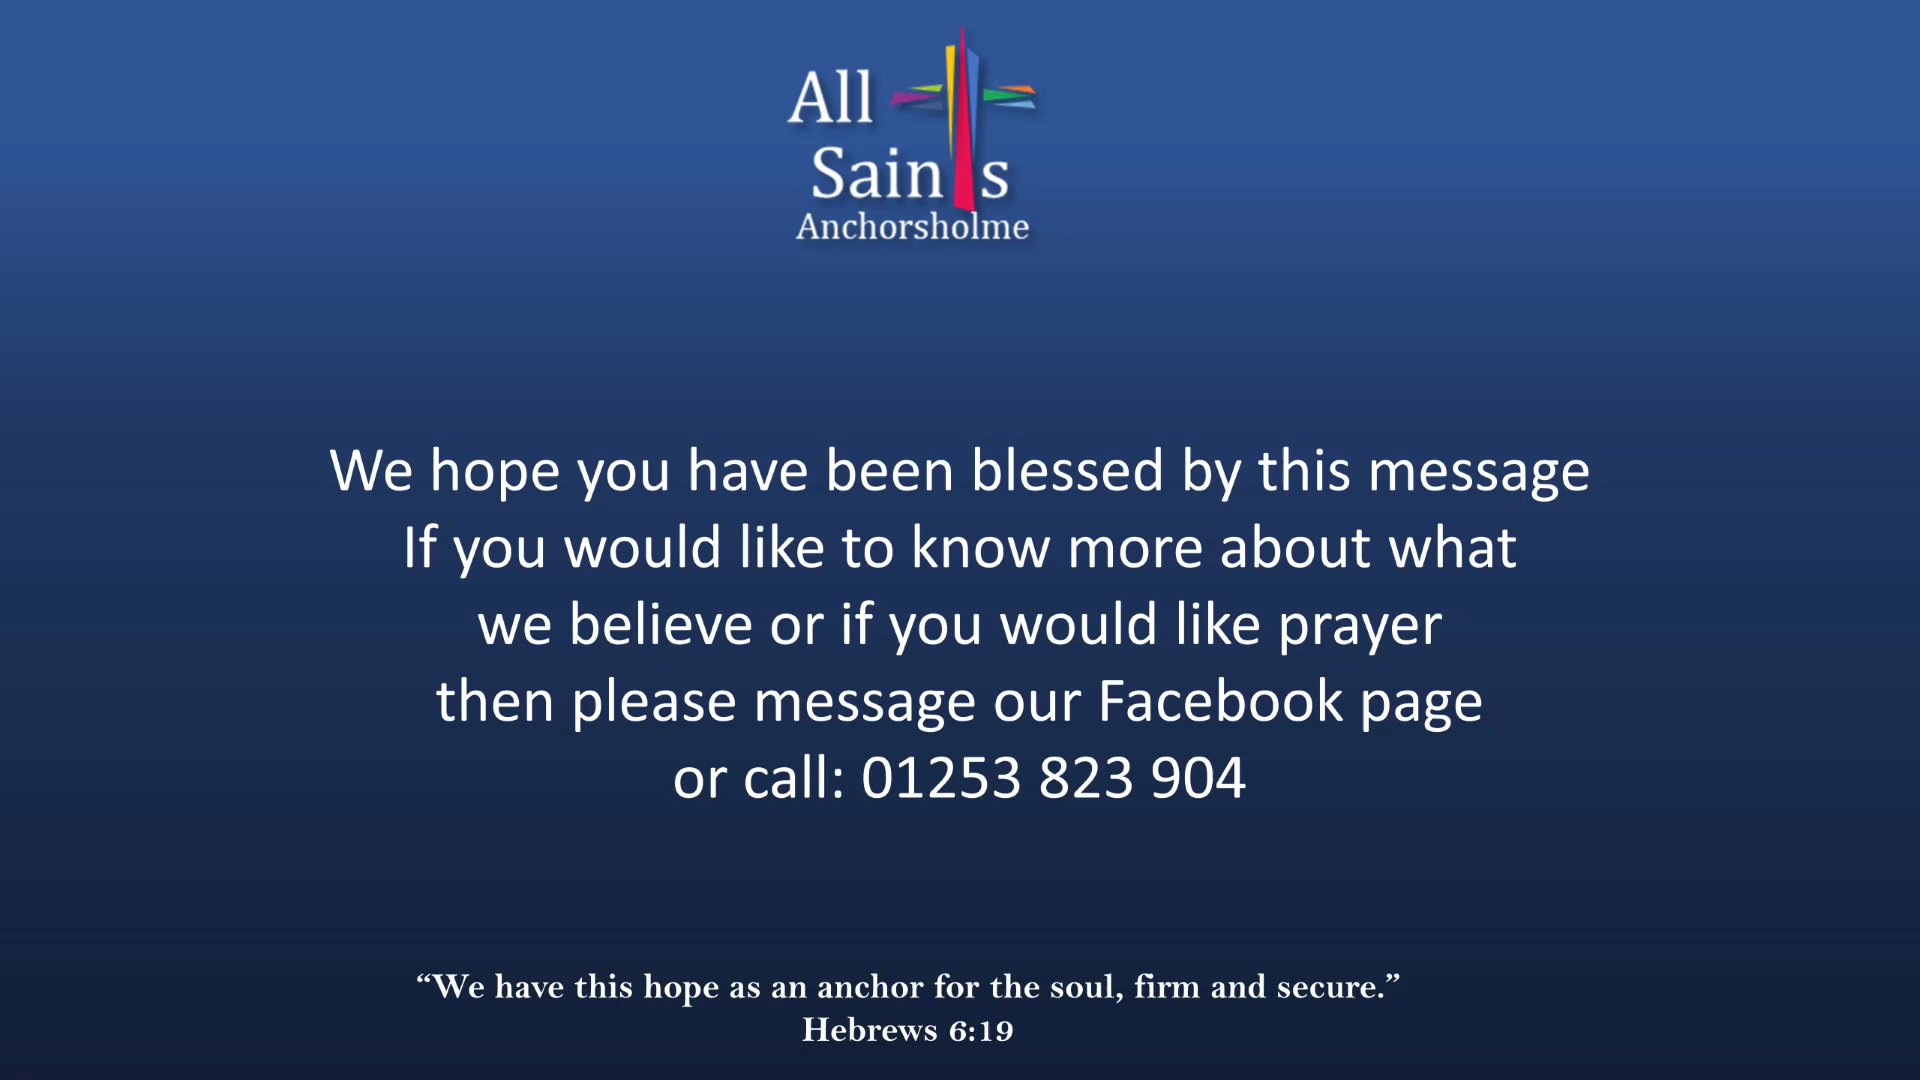 All
Saints
Anchorsholme
We hope you have been blessed by this message
If you would like to know more about what
we believe or if you would like prayer
then please message our Facebook page
or call: 01253 823 904
“We have this hope as an anchor for the soul, firm and secure.”
Hebrews 6:19